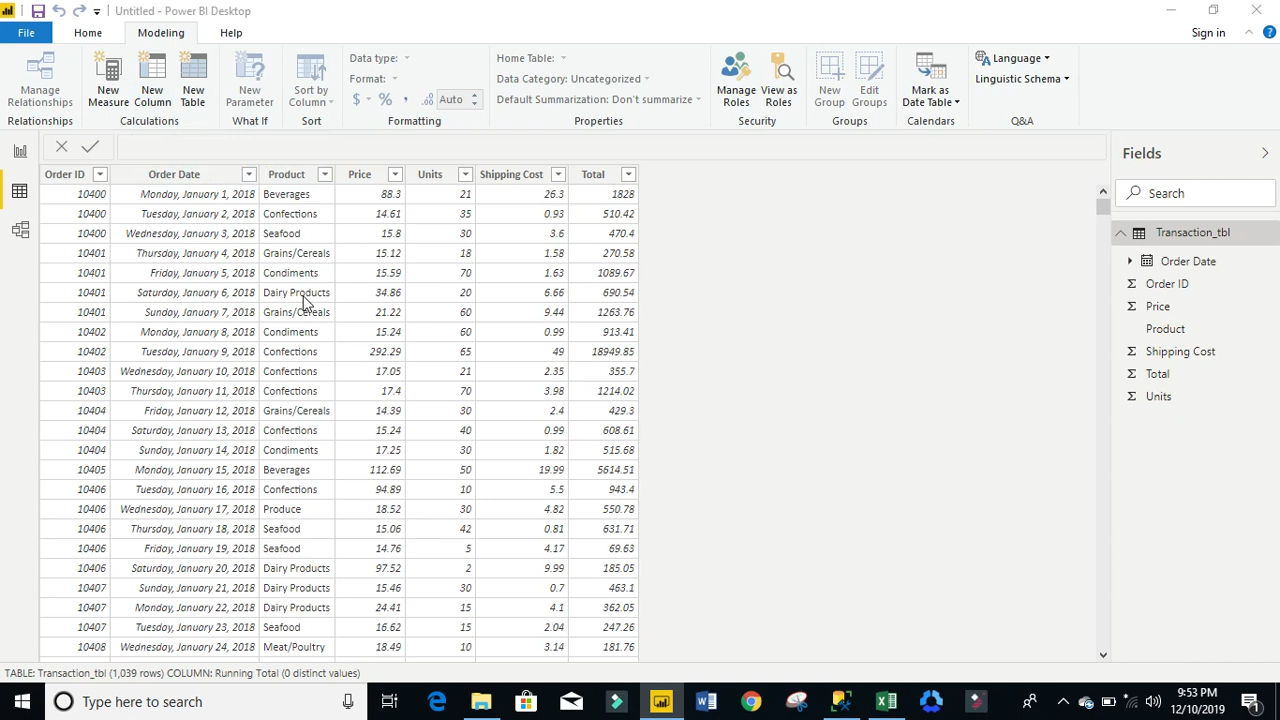 Untitled - Power BI Desktop
File Home Modeling Help Sign in
Manage Relationships
New Measure
New Column
New Table
New Parameter
Sort by Column
Data type:
Format:
$ % , .00 Auto
Home Table:
Data Category: Uncategorized
Default Summarization: Don't summarize
Manage Roles
View as Roles
New Group
Edit Groups
Mark as Date Table
Language
Linguistic Schema
Relationships Calculations What If Sort Formatting Properties Security Groups Calendars Q&A
Order ID Order Date Product Price Units Shipping Cost Total
10400 Monday, January 1, 2018 Beverages 88.3 21 26.3 1828
10400 Tuesday, January 2, 2018 Confections 14.61 35 0.93 510.42
10400 Wednesday, January 3, 2018 Seafood 15.8 30 3.6 470.4
10401 Thursday, January 4, 2018 Grains/Cereals 15.12 18 1.58 270.58
10401 Friday, January 5, 2018 Condiments 15.59 70 1.63 1089.67
10401 Saturday, January 6, 2018 Dairy Products 34.86 20 6.66 690.54
10401 Sunday, January 7, 2018 Grains/Cereals 21.22 60 9.44 1263.76
10402 Monday, January 8, 2018 Condiments 15.24 60 0.99 913.41
10402 Tuesday, January 9, 2018 Confections 292.29 65 49 18949.85
10403 Wednesday, January 10, 2018 Confections 17.05 21 2.35 355.7
10403 Thursday, January 11, 2018 Confections 17.4 70 3.98 1214.02
10404 Friday, January 12, 2018 Grains/Cereals 14.39 30 2.4 429.3
10404 Saturday, January 13, 2018 Confections 15.24 40 0.99 608.61
10404 Sunday, January 14, 2018 Condiments 17.25 30 1.82 515.68
10405 Monday, January 15, 2018 Beverages 112.69 50 19.99 5614.51
10406 Tuesday, January 16, 2018 Confections 94.89 10 5.5 943.4
10406 Wednesday, January 17, 2018 Produce 18.52 30 4.82 550.78
10406 Thursday, January 18, 2018 Seafood 15.06 42 0.81 631.71
10406 Friday, January 19, 2018 Seafood 14.76 5 4.17 69.63
10406 Saturday, January 20, 2018 Dairy Products 97.52 2 9.99 185.05
10407 Sunday, January 21, 2018 Dairy Products 15.46 30 0.7 463.1
10407 Monday, January 22, 2018 Dairy Products 24.41 15 4.1 362.05
10407 Tuesday, January 23, 2018 Seafood 16.62 15 2.04 247.26
10408 Wednesday, January 24, 2018 Meat/Poultry 18.49 10 3.14 181.76
Fields
Search
Transaction_tbl
Order Date
Σ Order ID
Σ Price
Product
Σ Shipping Cost
Σ Total
Σ Units
TABLE: Transaction_tbl (1,039 rows) COLUMN: Running Total (0 distinct values)
Type here to search
9:53 PM
12/10/2019
1